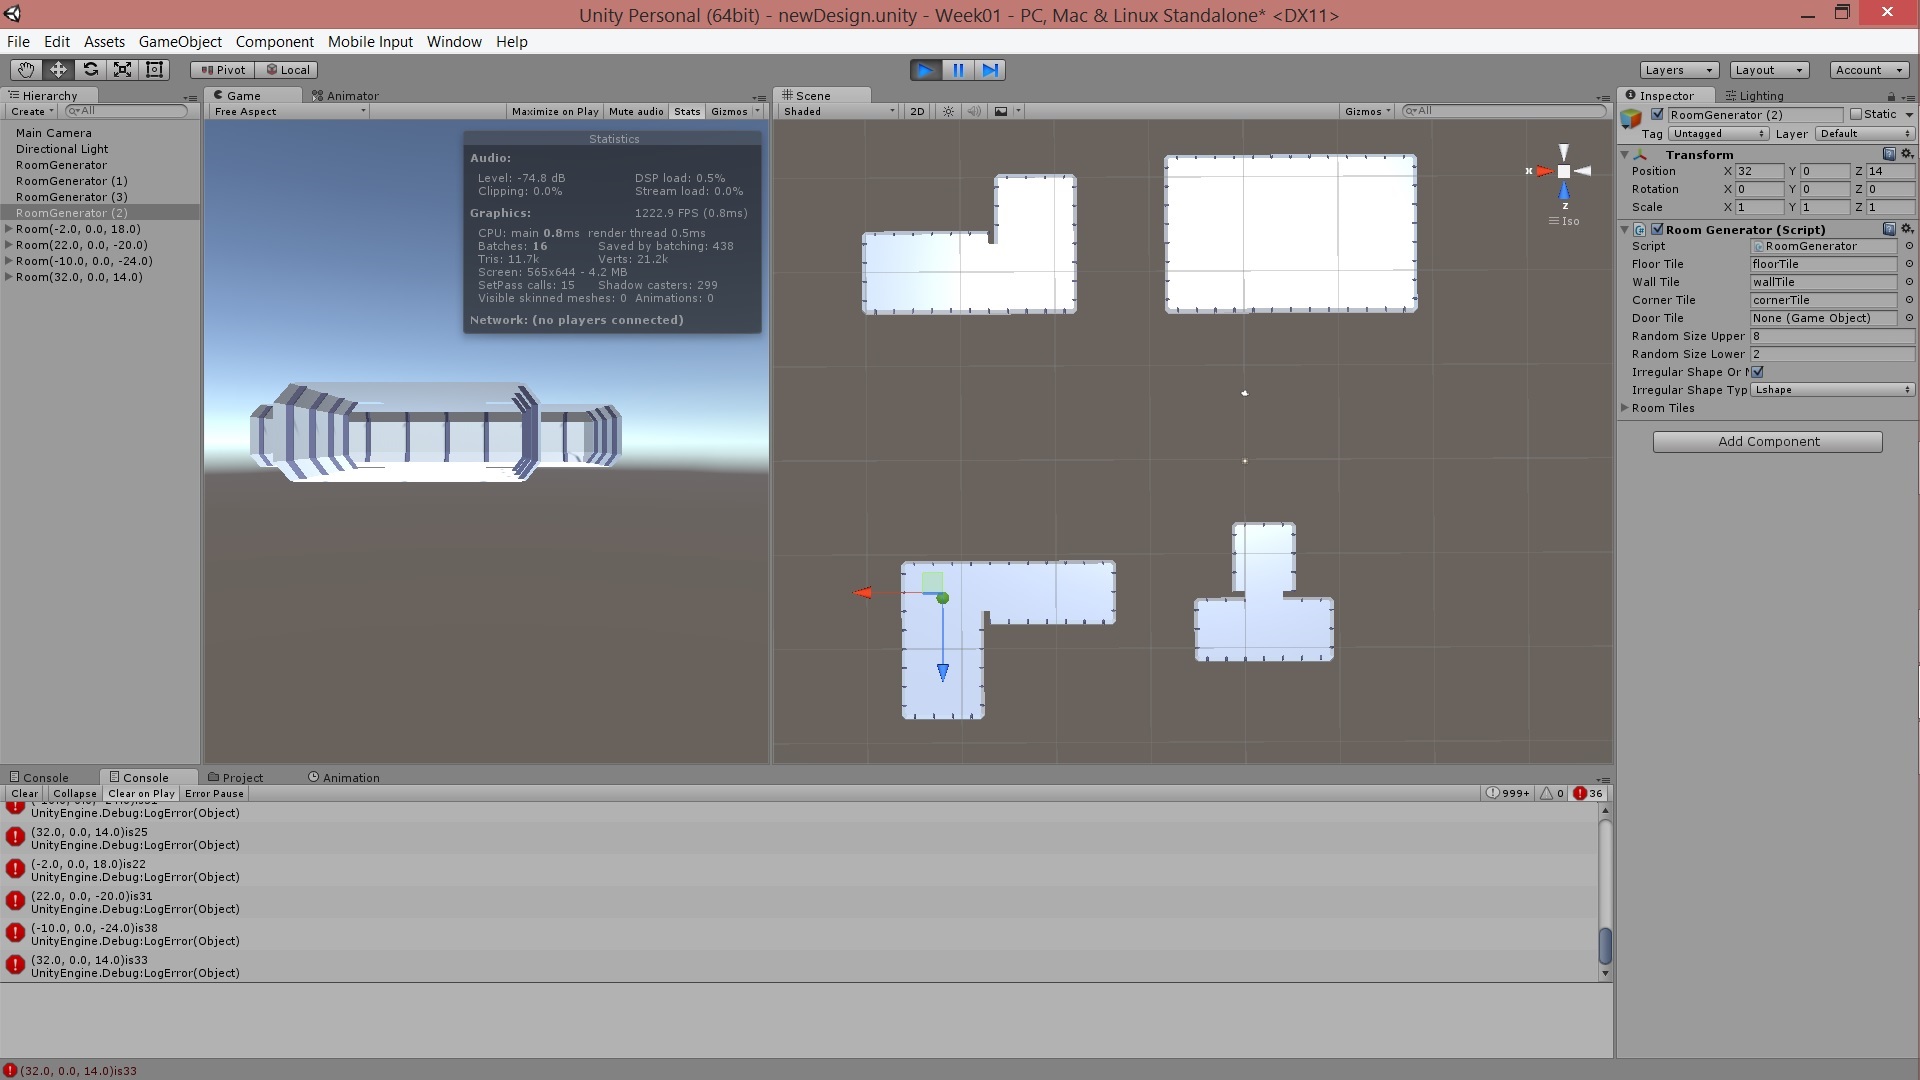 Unity Personal (64bit) - newDesign.unity - Week01 - PC, Mac & Linux Standalone* <DX11>
File Edit Assets GameObject Component Mobile Input Window Help
Pivot Local Layers Layout Account
Hierarchy
Create All
Main Camera
Directional Light
RoomGenerator
RoomGenerator (1)
RoomGenerator (3)
RoomGenerator (2)
Room(-2.0, 0.0, 18.0)
Room(22.0, 0.0, -20.0)
Room(-10.0, 0.0, -24.0)
Room(32.0, 0.0, 14.0)
Game Animator
Free Aspect Maximize on Play Mute audio Stats Gizmos
Statistics
Audio:
Level: -74.8 dB DSP load: 0.5%
Clipping: 0.0% Stream load: 0.0%
Graphics: 1222.9 FPS (0.8ms)
CPU: main 0.8ms render thread 0.5ms
Batches: 16 Saved by batching: 438
Tris: 11.7k Verts: 21.2k
Screen: 565x644 - 4.2 MB
SetPass calls: 15 Shadow casters: 299
Visible skinned meshes: 0 Animations: 0
Network: (no players connected)
Scene
Shaded 2D Gizmos All
x
z
Iso
Inspector Lighting
RoomGenerator (2) Static
Tag Untagged Layer Default
Transform
Position X 32 Y 0 Z 14
Rotation X 0 Y 0 Z 0
Scale X 1 Y 1 Z 1
Room Generator (Script)
Script RoomGenerator
Floor Tile floorTile
Wall Tile wallTile
Corner Tile cornerTile
Door Tile None (Game Object)
Random Size Upper 8
Random Size Lower 2
Irregular Shape Or
Irregular Shape Typ Lshape
Room Tiles
Add Component
Console Console Project Animation
Clear Collapse Clear on Play Error Pause 999+ 0 36
UnityEngine.Debug:LogError(Object)
(32.0, 0.0, 14.0)is25
UnityEngine.Debug:LogError(Object)
(-2.0, 0.0, 18.0)is22
UnityEngine.Debug:LogError(Object)
(22.0, 0.0, -20.0)is31
UnityEngine.Debug:LogError(Object)
(-10.0, 0.0, -24.0)is38
UnityEngine.Debug:LogError(Object)
(32.0, 0.0, 14.0)is33
UnityEngine.Debug:LogError(Object)
(32.0, 0.0, 14.0)is33